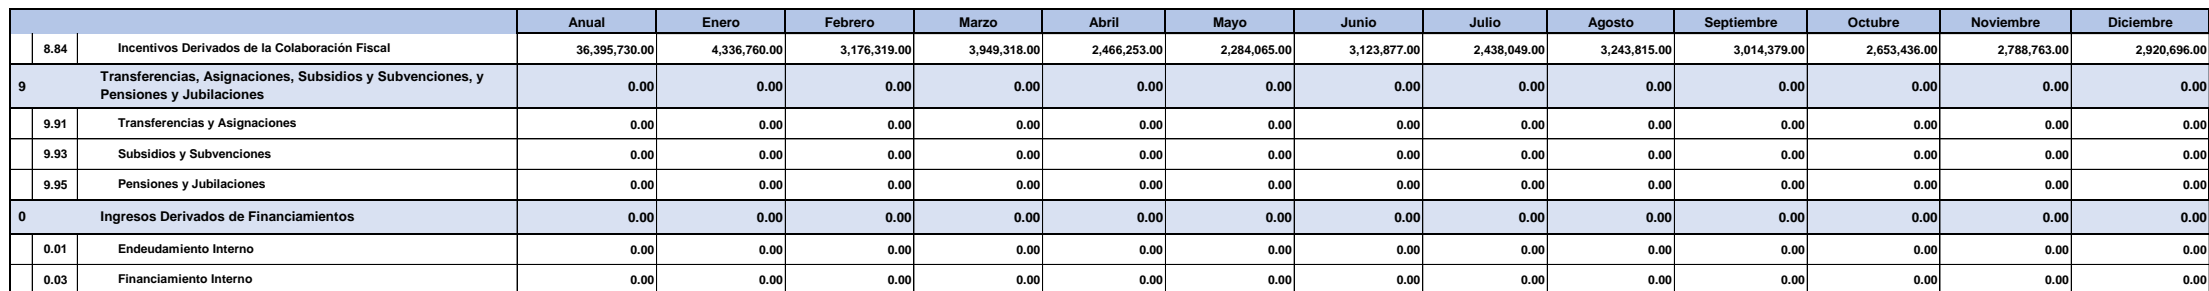 Anual Enero Febrero Marzo Abril Mayo Junio Julio Agosto Septiembre Octubre Noviembre Diciembre
8.84 Incentivos Derivados de la Colaboración Fiscal 36,395,730.00 4,336,760.00 3,176,319.00 3,949,318.00 2,466,253.00 2,284,065.00 3,123,877.00 2,438,049.00 3,243,815.00 3,014,379.00 2,653,436.00 2,788,763.00 2,920,696.00
9 Transferencias, Asignaciones, Subsidios y Subvenciones, y
Pensiones y Jubilaciones 0.00 0.00 0.00 0.00 0.00 0.00 0.00 0.00 0.00 0.00 0.00 0.00 0.00
9.91 Transferencias y Asignaciones 0.00 0.00 0.00 0.00 0.00 0.00 0.00 0.00 0.00 0.00 0.00 0.00 0.00
9.93 Subsidios y Subvenciones 0.00 0.00 0.00 0.00 0.00 0.00 0.00 0.00 0.00 0.00 0.00 0.00 0.00
9.95 Pensiones y Jubilaciones 0.00 0.00 0.00 0.00 0.00 0.00 0.00 0.00 0.00 0.00 0.00 0.00 0.00
0 Ingresos Derivados de Financiamientos 0.00 0.00 0.00 0.00 0.00 0.00 0.00 0.00 0.00 0.00 0.00 0.00 0.00
0.01 Endeudamiento Interno 0.00 0.00 0.00 0.00 0.00 0.00 0.00 0.00 0.00 0.00 0.00 0.00 0.00
0.03 Financiamiento Interno 0.00 0.00 0.00 0.00 0.00 0.00 0.00 0.00 0.00 0.00 0.00 0.00 0.00